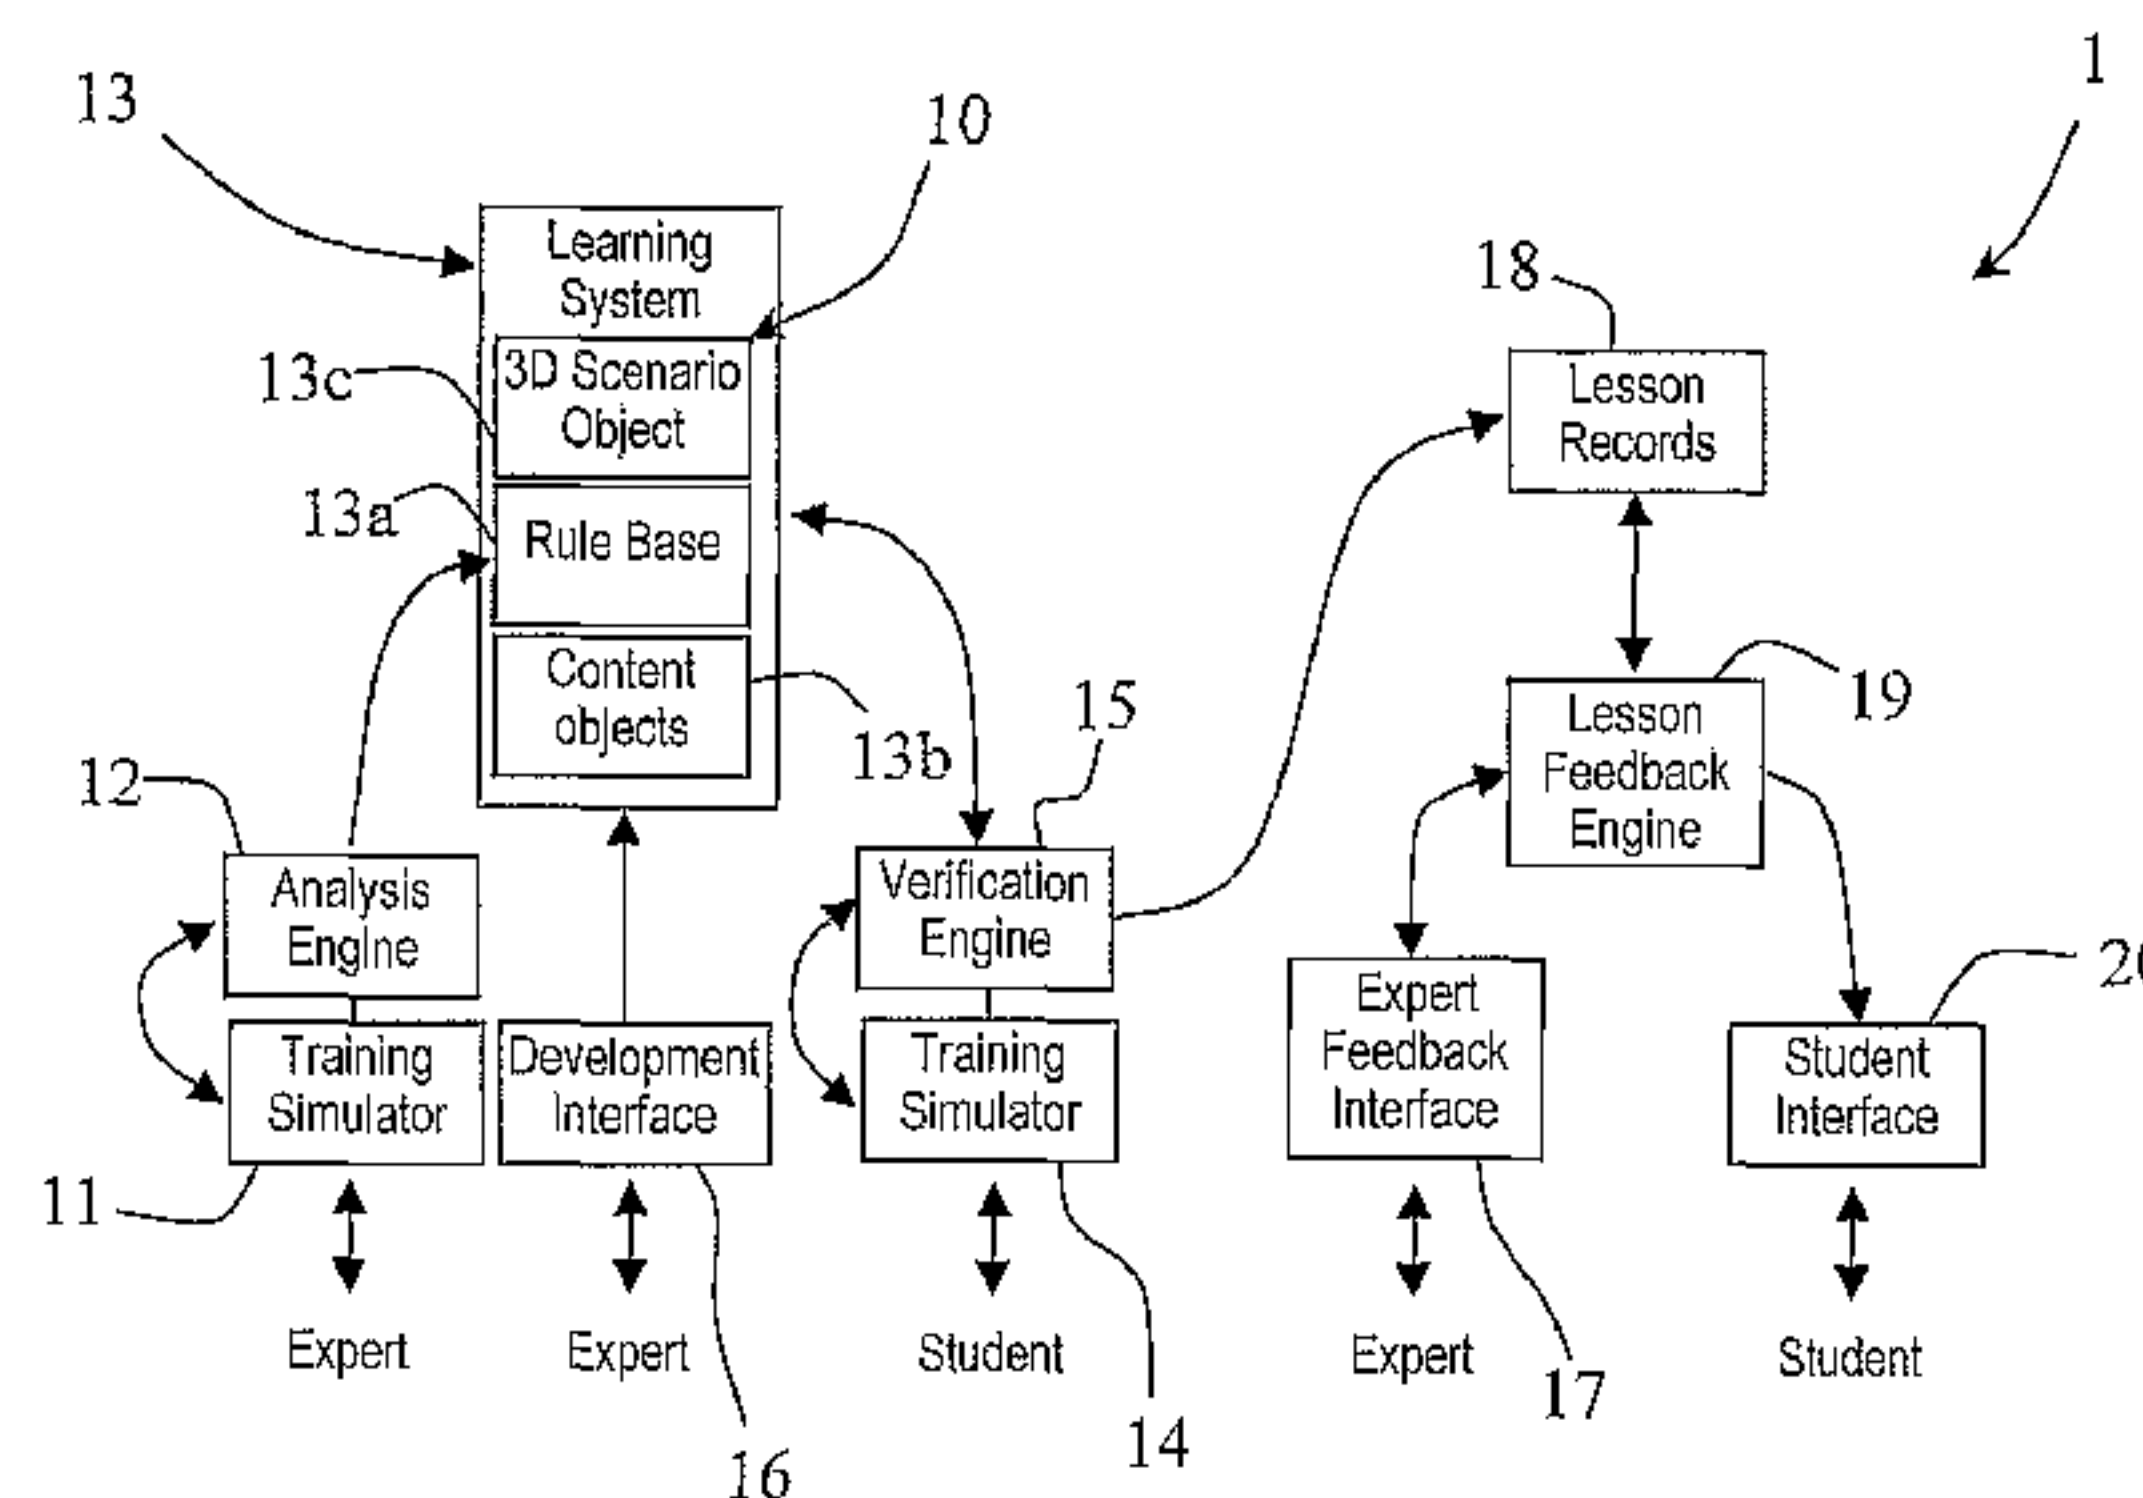 1
13
10
Learning
System
18
Lesson
Records
13c
3D Scenario
Object
13a
Rule Base
Content
objects
13b
15
19
Lesson
Feedback
Engine
12
Analysis
Engine
Verification
Engine
Expert
Feedback
Interface
20
Training
Simulator
Development
Interface
Training
Simulator
Student
Interface
11
Expert
Expert
Student
Expert
Student
17
14
16